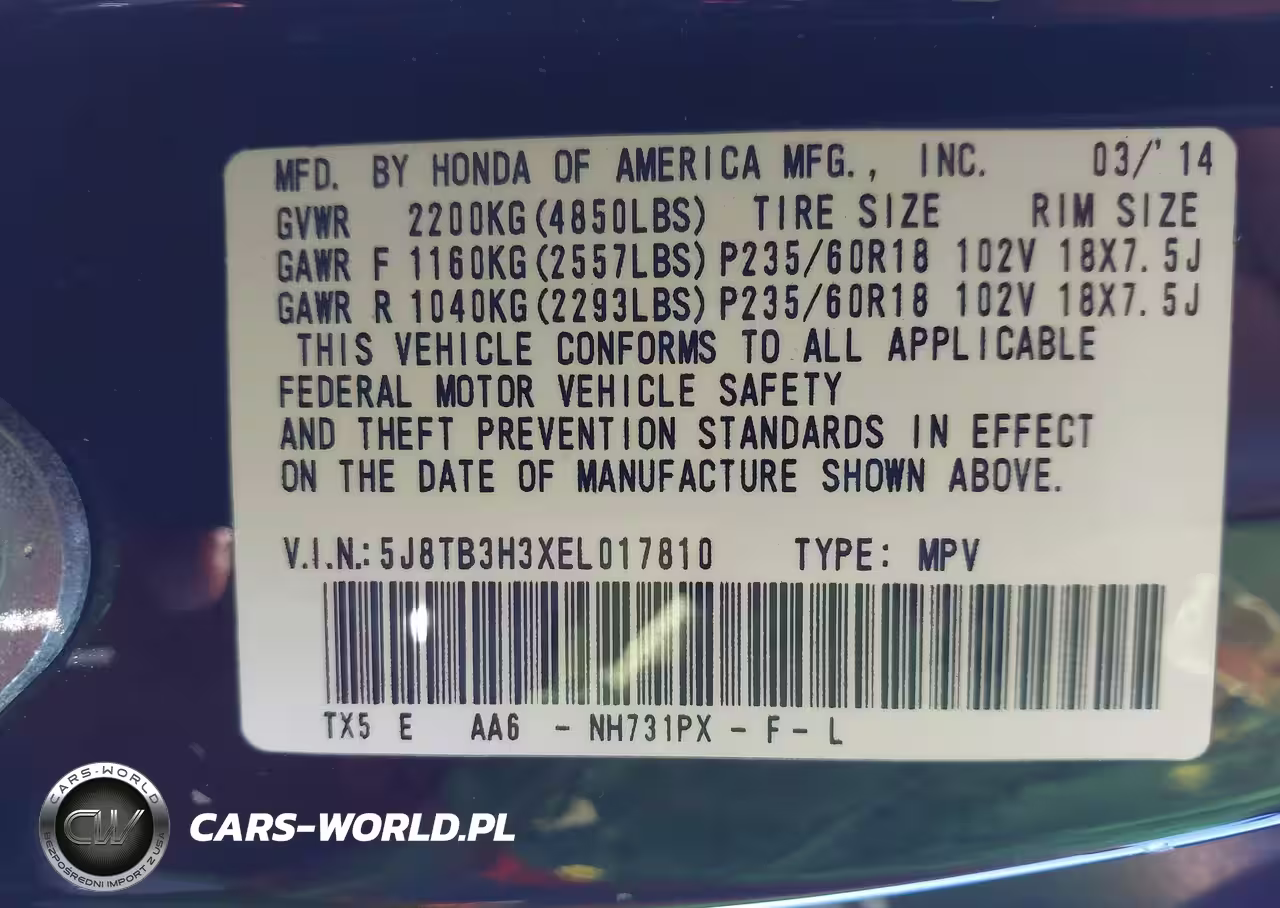 MFD. BY HONDA OF AMERICA MFG., INC. 03/'14
GVWR 2200KG(4850LBS) TIRE SIZE RIM SIZE
GAWR F 1160KG(2557LBS) P235/60R18 102V 18X7.5J
GAWR R 1040KG(2293LBS) P235/60R18 102V 18X7.5J
THIS VEHICLE CONFORMS TO ALL APPLICABLE
FEDERAL MOTOR VEHICLE SAFETY
AND THEFT PREVENTION STANDARDS IN EFFECT
ON THE DATE OF MANUFACTURE SHOWN ABOVE.
V.I.N.: 5J8TB3H3XEL017810 TYPE: MPV
TX5 E AA6 - NH731PX - F - L
CARS-WORLD
CW
BEZPOŚREDNI IMPORT Z USA
CARS-WORLD.PL